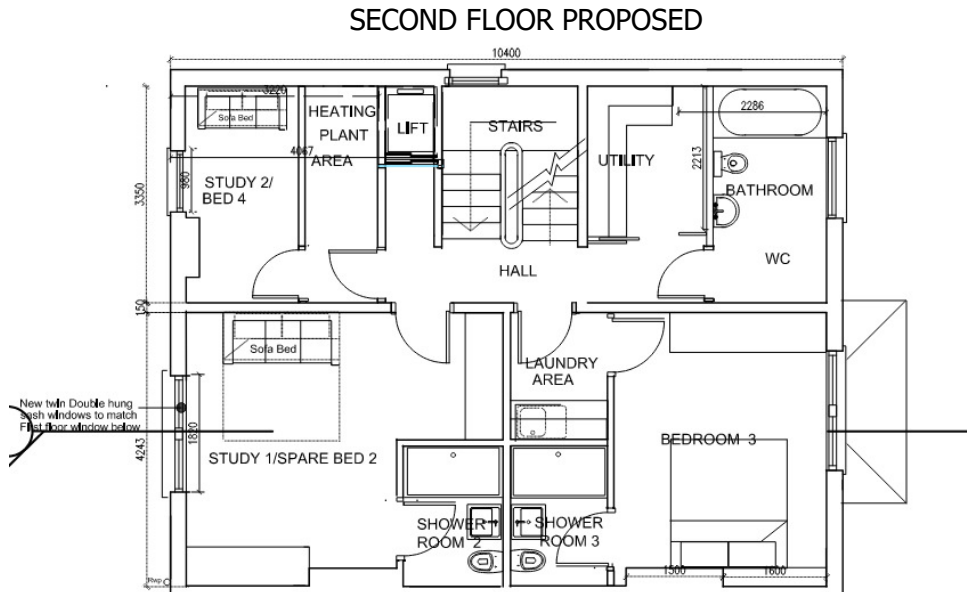 SECOND FLOOR PROPOSED
10400
3220
Sofa Bed
HEATING
PLANT
AREA
LIFT
STAIRS
2286
4067
UTILITY
2213
3350
980
STUDY 2/
BED 4
BATHROOM
HALL
WC
150
Sofa Bed
LAUNDRY
AREA
New twin Double hung
sash windows to match
First floor window below
1820
4243
STUDY 1/SPARE BED 2
BEDROOM 3
SHOWER
ROOM 2
SHOWER
ROOM 3
1500
1600
Rwp